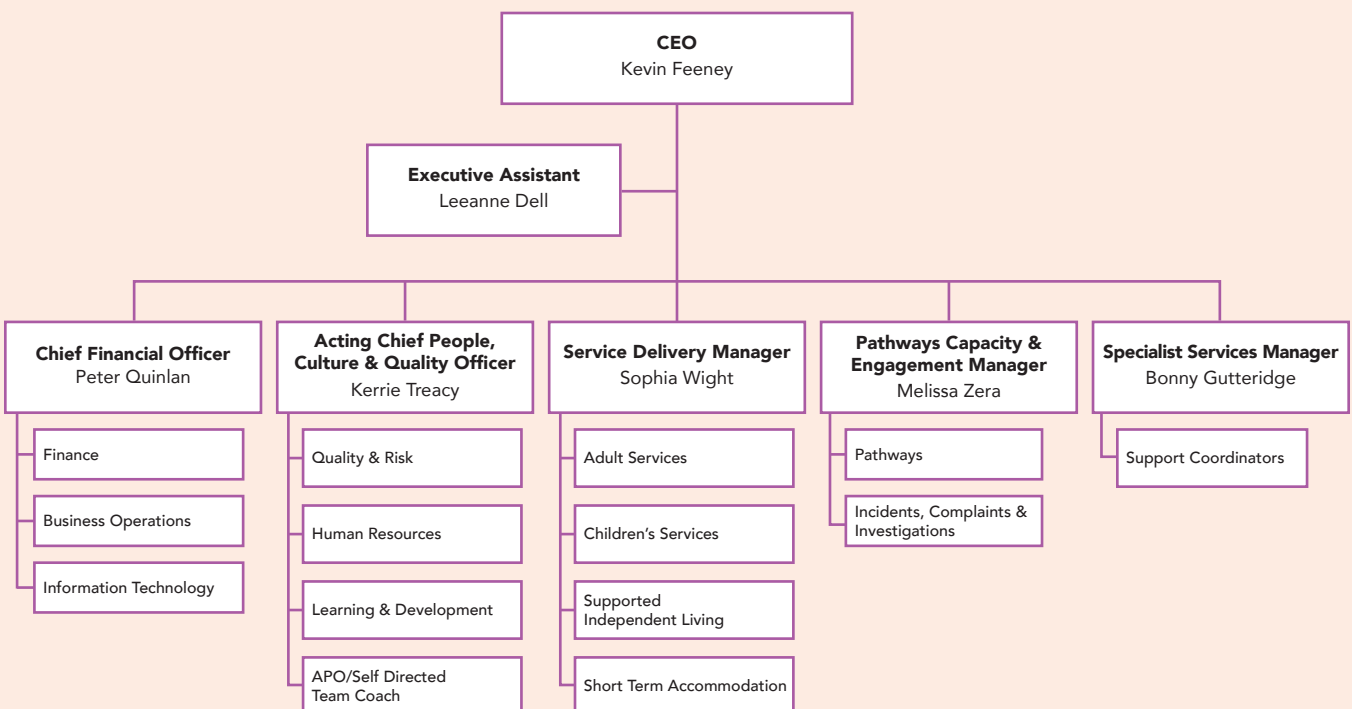 CEO
Kevin Feeney
Executive Assistant
Leeanne Dell
Chief Financial Officer
Peter Quinlan
Finance
Business Operations
Information Technology
Acting Chief People,
Culture & Quality Officer
Kerrie Treacy
Quality & Risk
Human Resources
Learning & Development
APO/Self Directed
Team Coach
Service Delivery Manager
Sophia Wight
Adult Services
Children’s Services
Supported
Independent Living
Short Term Accommodation
Pathways Capacity &
Engagement Manager
Melissa Zera
Pathways
Incidents, Complaints &
Investigations
Specialist Services Manager
Bonny Gutteridge
Support Coordinators